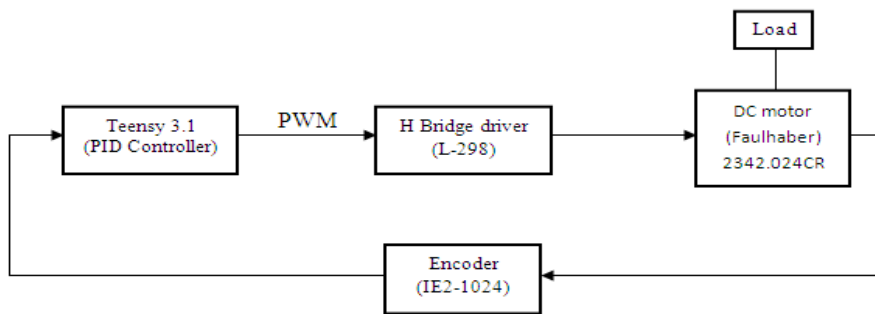 Load
Teensy 3.1
(PID Controller)
PWM
H Bridge driver
(L-298)
DC motor
(Faulhaber)
2342.024CR
Encoder
(IE2-1024)